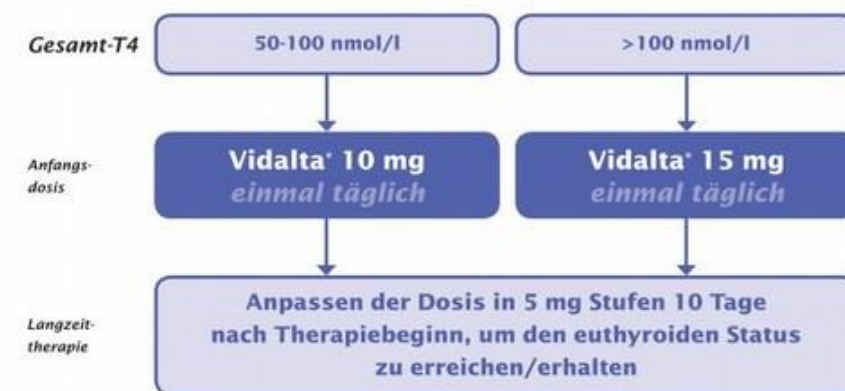 Gesamt-T4
50-100 nmol/l
>100 nmol/l
Anfangs-
dosis
Vidalta* 10 mg
einmal täglich
Vidalta* 15 mg
einmal täglich
Langzeit-
therapie
Anpassen der Dosis in 5 mg Stufen 10 Tage
nach Therapiebeginn, um den euthyroiden Status
zu erreichen/erhalten